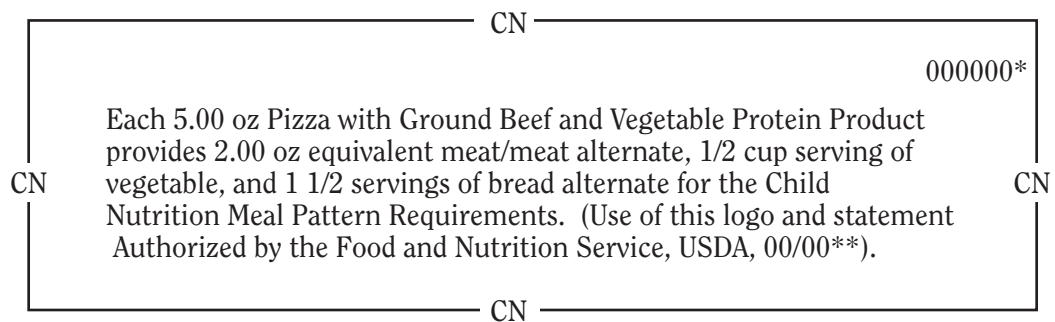 CN
000000*
Each 5.00 oz Pizza with Ground Beef and Vegetable Protein Product
provides 2.00 oz equivalent meat/meat alternate, 1/2 cup serving of
CN vegetable, and 1 1/2 servings of bread alternate for the Child CN
Nutrition Meal Pattern Requirements. (Use of this logo and statement
Authorized by the Food and Nutrition Service, USDA, 00/00**).
CN